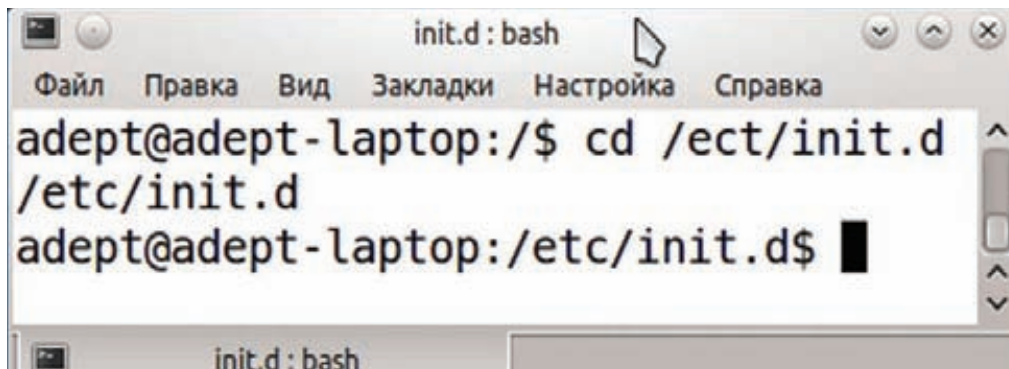 init.d : bash
Файл Правка Вид Закладки Настройка Справка
adept@adept-laptop:/$ cd /ect/init.d
/etc/init.d
adept@adept-laptop:/etc/init.d$
init.d : bash